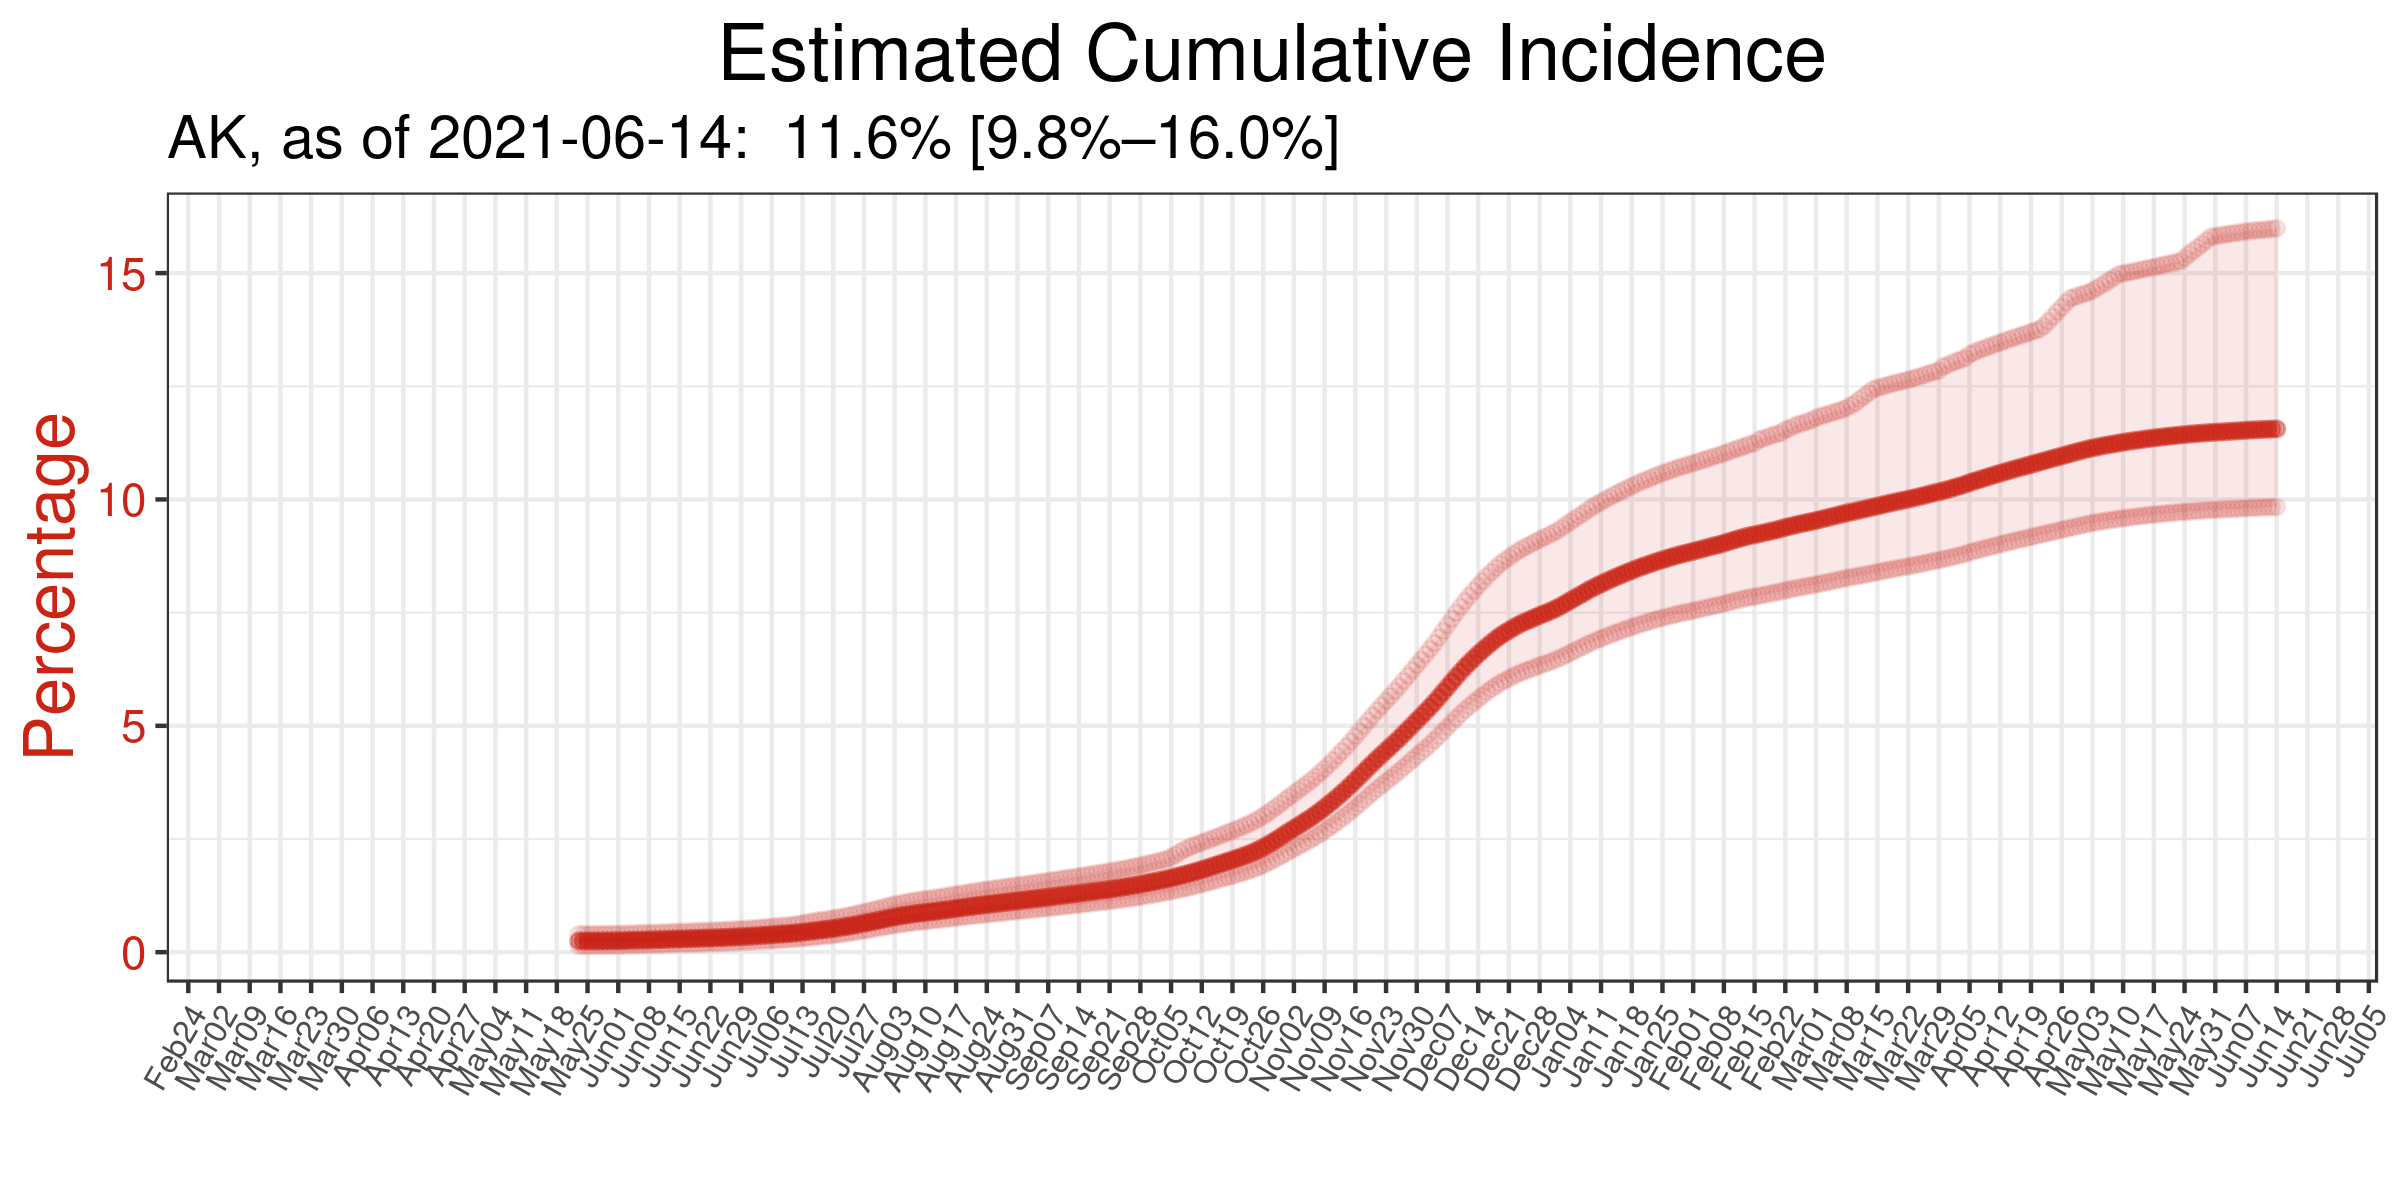 Estimated Cumulative Incidence
AK, as of 2021-06-14:  11.6% [9.8%–16.0%]
Percentage
15
10
5
0
Feb24
Mar02
Mar09
Mar16
Mar23
Mar30
Apr06
Apr13
Apr20
Apr27
May04
May11
May18
May25
Jun01
Jun08
Jun15
Jun22
Jun29
Jul06
Jul13
Jul20
Jul27
Aug03
Aug10
Aug17
Aug24
Aug31
Sep07
Sep14
Sep21
Sep28
Oct05
Oct12
Oct19
Oct26
Nov02
Nov09
Nov16
Nov23
Nov30
Dec07
Dec14
Dec21
Dec28
Jan04
Jan11
Jan18
Jan25
Feb01
Feb08
Feb15
Feb22
Mar01
Mar08
Mar15
Mar22
Mar29
Apr05
Apr12
Apr19
Apr26
May03
May10
May17
May24
May31
Jun07
Jun14
Jun21
Jun28
Jul05